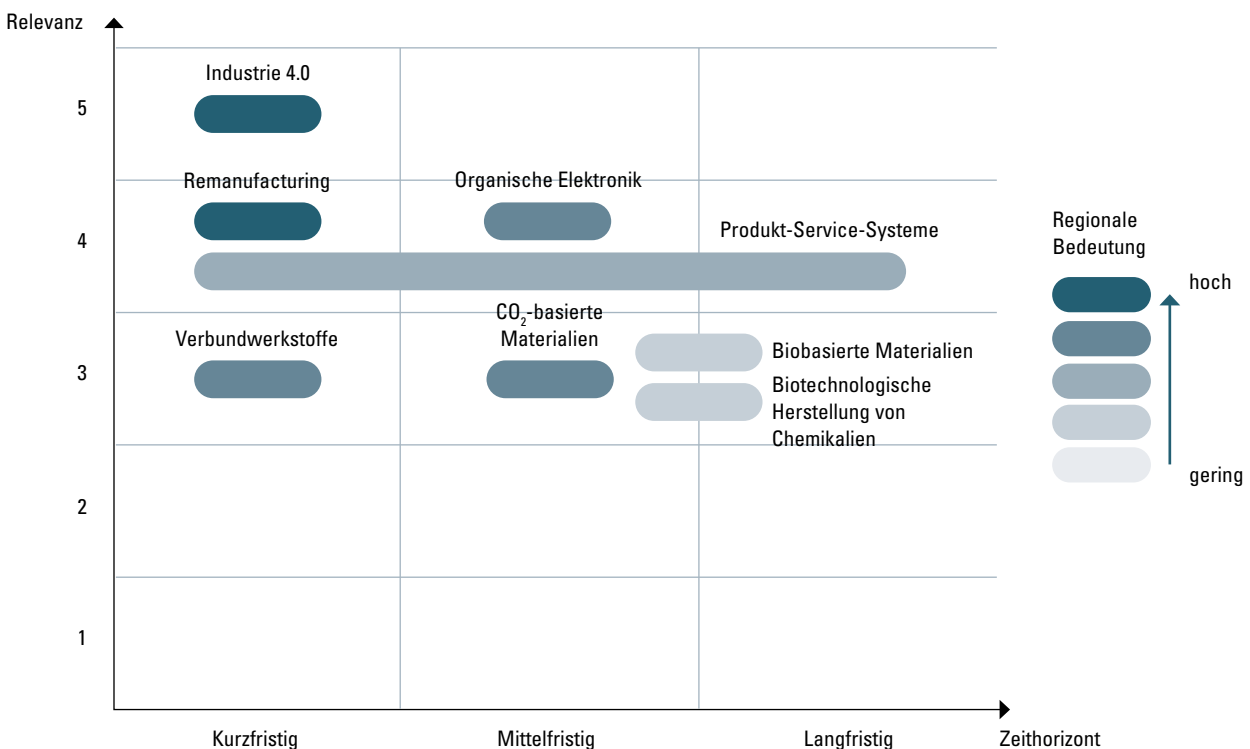 Relevanz
Industrie 4.0
5
Remanufacturing
Organische Elektronik
4
Produkt-Service-Systeme
CO₂-basierte
Materialien
Verbundwerkstoffe
3
Biobasierte Materialien
Biotechnologische
Herstellung von
Chemikalien
2
1
Kurzfristig
Mittelfristig
Langfristig
Zeithorizont
Regionale
Bedeutung
hoch
gering